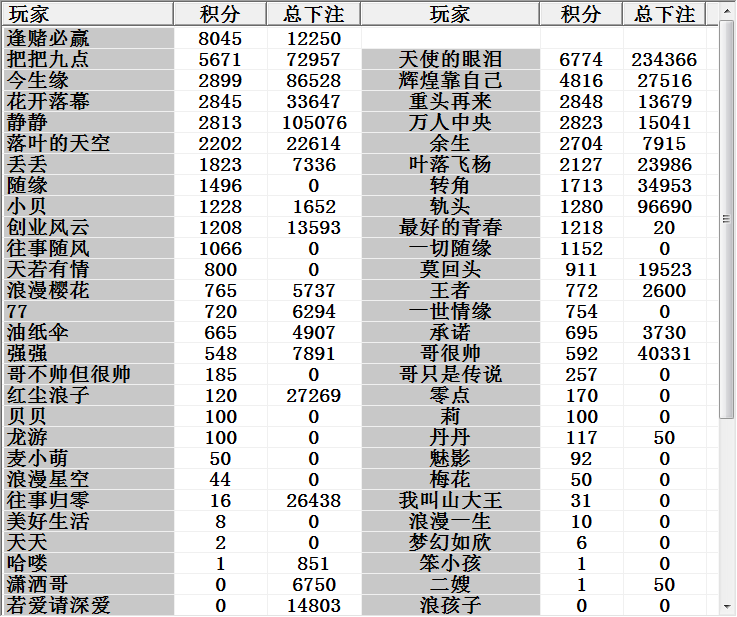 玩家 积分 总下注 玩家 积分 总下注
逢赌必赢 8045 12250
把把九点 5671 72957 天使的眼泪 6774 234366
今生缘 2899 86528 辉煌靠自己 4816 27516
花开落幕 2845 33647 重头再来 2848 13679
静静 2813 105076 万人中央 2823 15041
落叶的天空 2202 22614 余生 2704 7915
丢丢 1823 7336 叶落飞杨 2127 23986
随缘 1496 0 转角 1713 34953
小贝 1228 1652 轨头 1280 96690
创业风云 1208 13593 最好的青春 1218 20
往事随风 1066 0 一切随缘 1152 0
天若有情 800 0 莫回头 911 19523
浪漫樱花 765 5737 王者 772 2600
77 720 6294 一世情缘 754 0
油纸伞 665 4907 承诺 695 3730
强强 548 7891 哥很帅 592 40331
哥不帅但很帅 185 0 哥只是传说 257 0
红尘浪子 120 27269 零点 170 0
贝贝 100 0 莉 100 0
龙游 100 0 丹丹 117 50
麦小萌 50 0 魅影 92 0
浪漫星空 44 0 梅花 50 0
往事归零 16 26438 我叫山大王 31 0
美好生活 8 0 浪漫一生 10 0
天天 2 0 梦幻如欣 6 0
哈喽 1 851 笨小孩 1 0
潇洒哥 0 6750 二嫂 1 50
若爱请深爱 0 14803 浪孩子 0 0